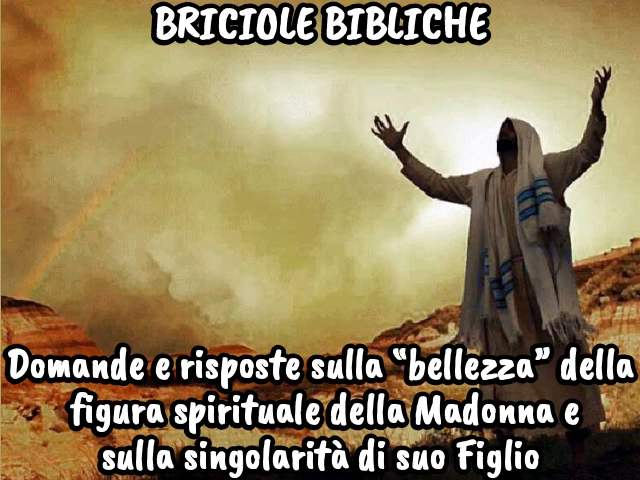 BRICIOLE BIBLICHE
Domande e risposte sulla “bellezza” della
figura spirituale della Madonna e
sulla singolarità di suo Figlio